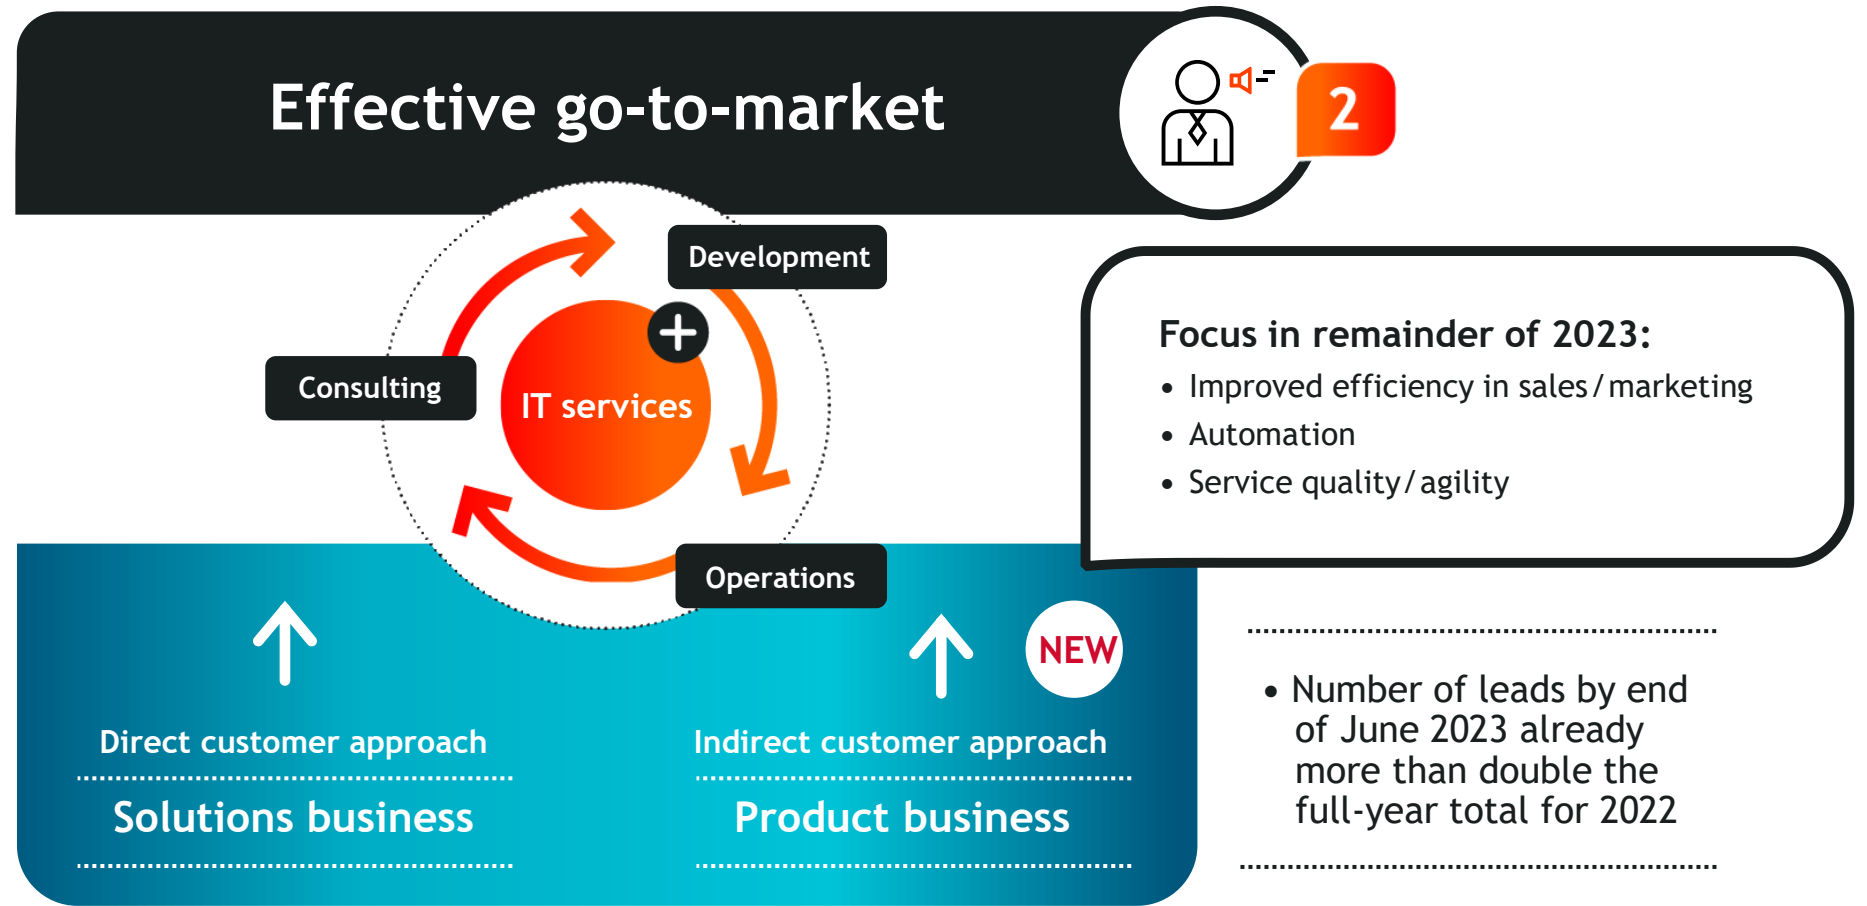 Effective go-to-market
2
Development
Consulting
IT services
Operations
Focus in remainder of 2023:
• Improved efficiency in sales/marketing
• Automation
• Service quality/agility
NEW
Direct customer approach
Solutions business
Indirect customer approach
Product business
• Number of leads by end
of June 2023 already
more than double the
full-year total for 2022